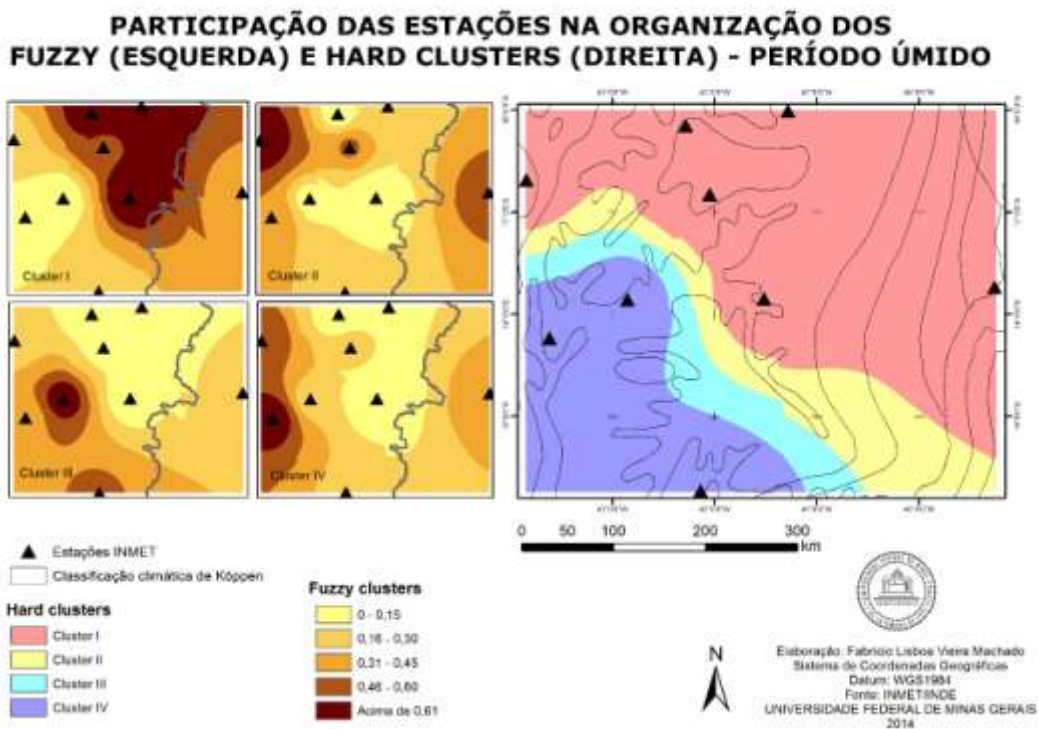 PARTICIPAÇÃO DAS ESTAÇÕES NA ORGANIZAÇÃO DOS
FUZZY (ESQUERDA) E HARD CLUSTERS (DIREITA) - PERÍODO ÚMIDO
Cluster I
Cluster II
Cluster III
Cluster IV
0 50 100 200 300
km
Estações INMET
Classificação climática de Köppen
Hard clusters
Cluster I
Cluster II
Cluster III
Cluster IV
Fuzzy clusters
0 - 0,15
0,16 - 0,30
0,31 - 0,45
0,46 - 0,60
Acima de 0,61
N
Elaboração: Fabricio Lisboa Vieira Machado
Sistema de Coordenadas Geográficas
Datum: WGS1984
Fonte: INMET/INDE
UNIVERSIDADE FEDERAL DE MINAS GERAIS
2014